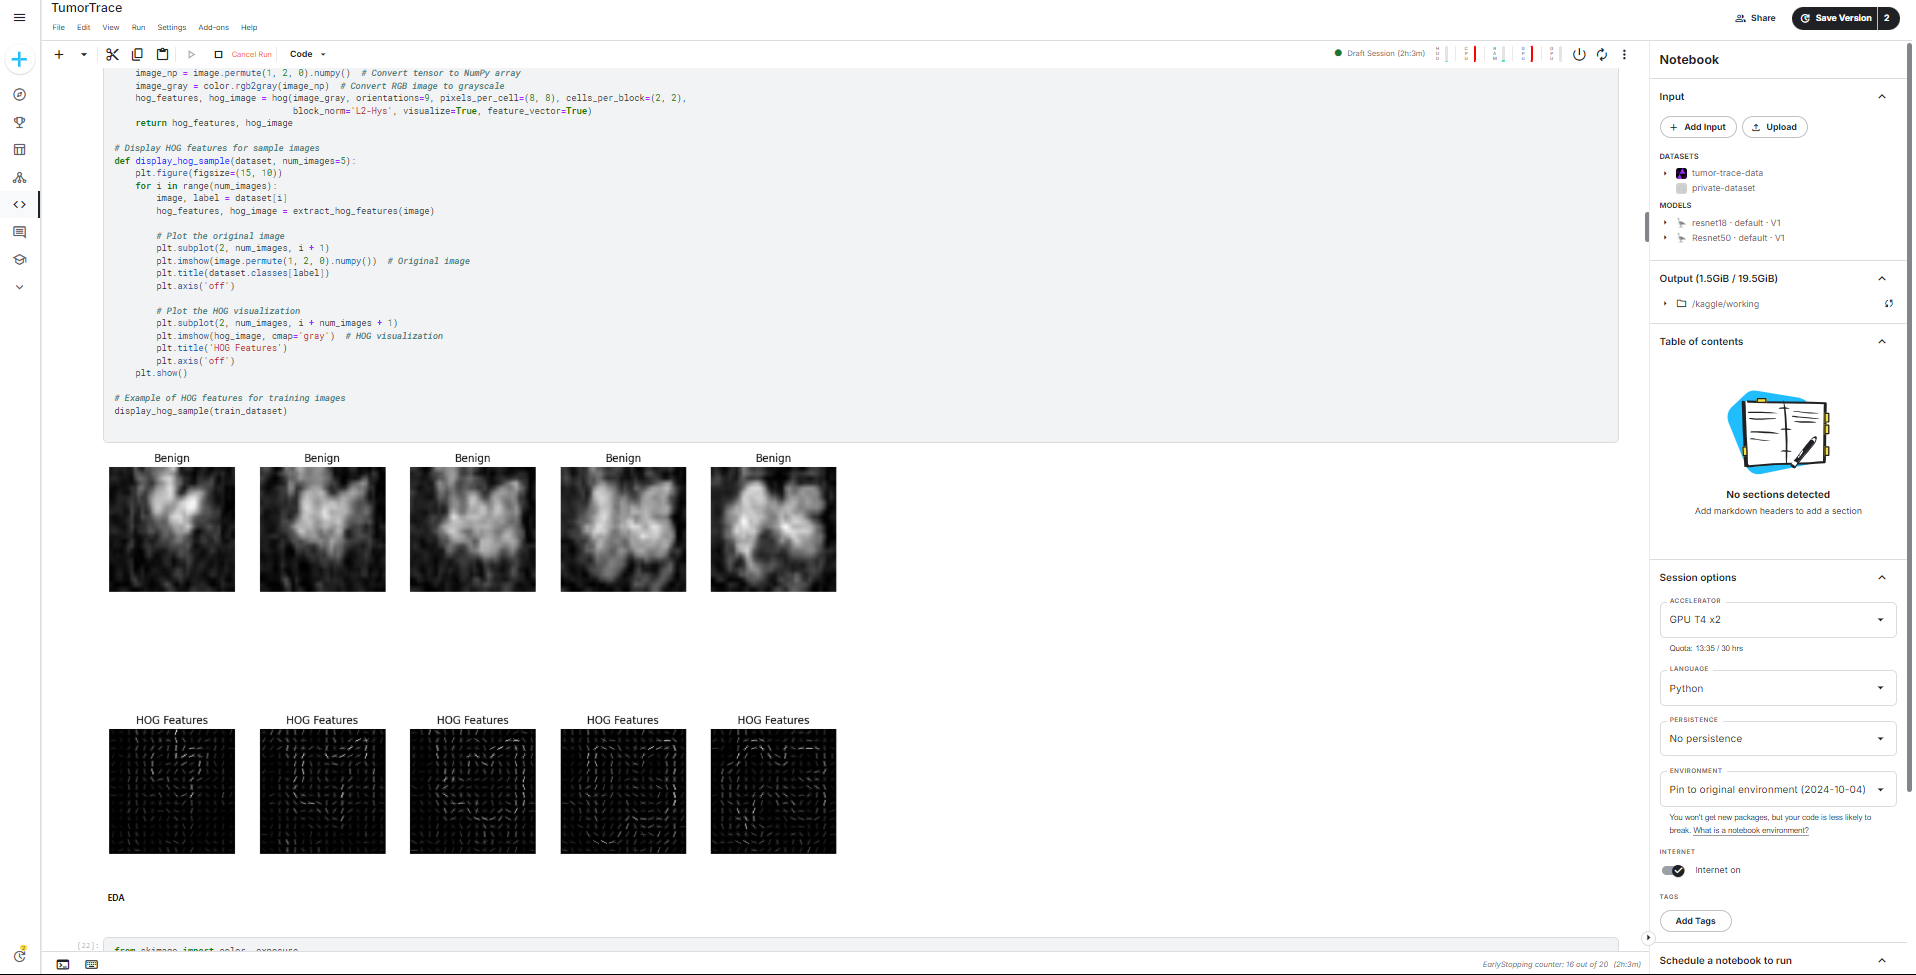 TumorTrace
File Edit View Run Settings Add-ons Help
Share
Save Version 2
Cancel Run
Code
Draft Session (2h:3m)
image_np = image.permute(1, 2, 0).numpy()  # Convert tensor to NumPy array
image_gray = color.rgb2gray(image_np)  # Convert RGB image to grayscale
hog_features, hog_image = hog(image_gray, orientations=9, pixels_per_cell=(8, 8), cells_per_block=(2, 2),
block_norm='L2-Hys', visualize=True, feature_vector=True)
return hog_features, hog_image
# Display HOG features for sample images
def display_hog_sample(dataset, num_images=5):
plt.figure(figsize=(15, 10))
for i in range(num_images):
image, label = dataset[i]
hog_features, hog_image = extract_hog_features(image)
# Plot the original image
plt.subplot(2, num_images, i + 1)
plt.imshow(image.permute(1, 2, 0).numpy())  # Original image
plt.title(dataset.classes[label])
plt.axis('off')
# Plot the HOG visualization
plt.subplot(2, num_images, i + num_images + 1)
plt.imshow(hog_image, cmap='gray')  # HOG visualization
plt.title('HOG Features')
plt.axis('off')
plt.show()
# Example of HOG features for training images
display_hog_sample(train_dataset)
Benign Benign Benign Benign Benign
HOG Features HOG Features HOG Features HOG Features HOG Features
EDA
[22]:
from skimage import color, exposure
EarlyStopping counter: 16 out of 20 (2h:3m)
Notebook
Input
Add Input
Upload
DATASETS
tumor-trace-data
private-dataset
MODELS
resnet18 · default · V1
Resnet50 · default · V1
Output (1.5GiB / 19.5GiB)
/kaggle/working
Table of contents
No sections detected
Add markdown headers to add a section
Session options
ACCELERATOR
GPU T4 x2
Quota: 13:35 / 30 hrs
LANGUAGE
Python
PERSISTENCE
No persistence
ENVIRONMENT
Pin to original environment (2024-10-04)
You won't get new packages, but your code is less likely to
break. What is a notebook environment?
INTERNET
Internet on
TAGS
Add Tags
Schedule a notebook to run